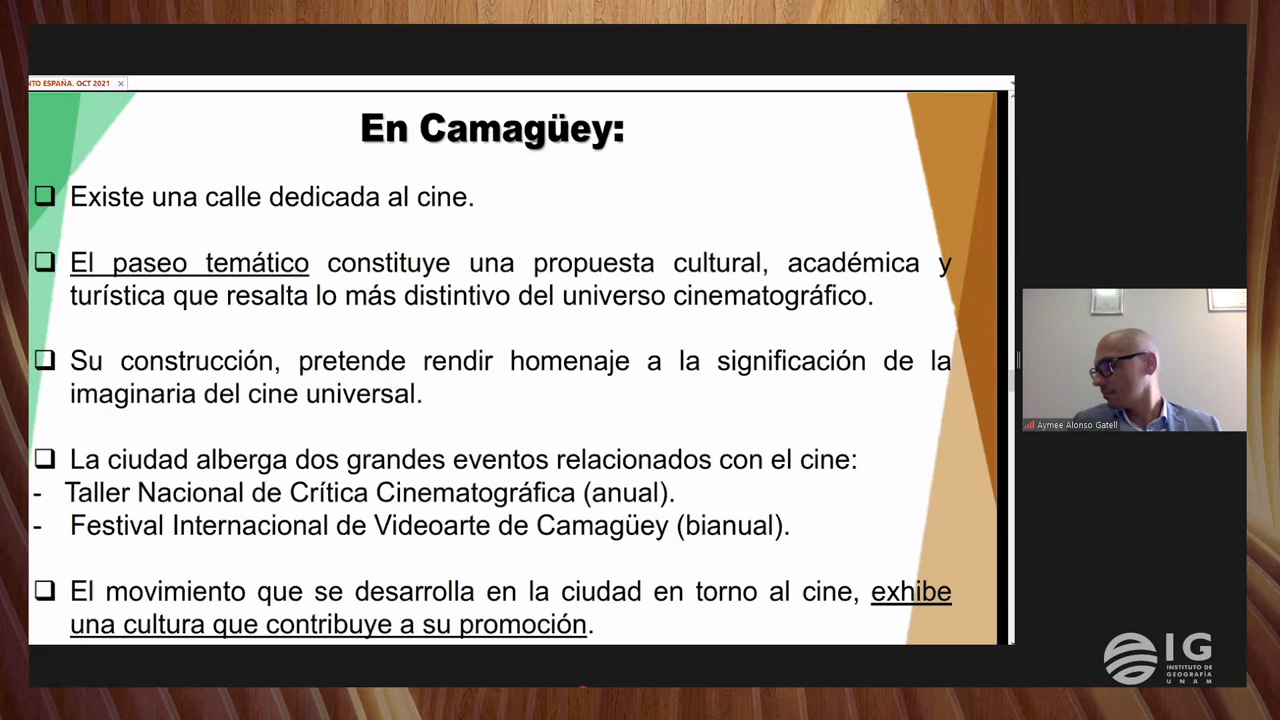 NTO ESPAÑA. OCT 2021
En Camagüey:
Existe una calle dedicada al cine.
El paseo temático constituye una propuesta cultural, académica y
turística que resalta lo más distintivo del universo cinematográfico.
Su construcción, pretende rendir homenaje a la significación de la
imaginaria del cine universal.
La ciudad alberga dos grandes eventos relacionados con el cine:
- Taller Nacional de Crítica Cinematográfica (anual).
- Festival Internacional de Videoarte de Camagüey (bianual).
El movimiento que se desarrolla en la ciudad en torno al cine, exhibe
una cultura que contribuye a su promoción.
Aymee Alonso Gatell
IG
INSTITUTO DE
GEOGRAFÍA
UNAM